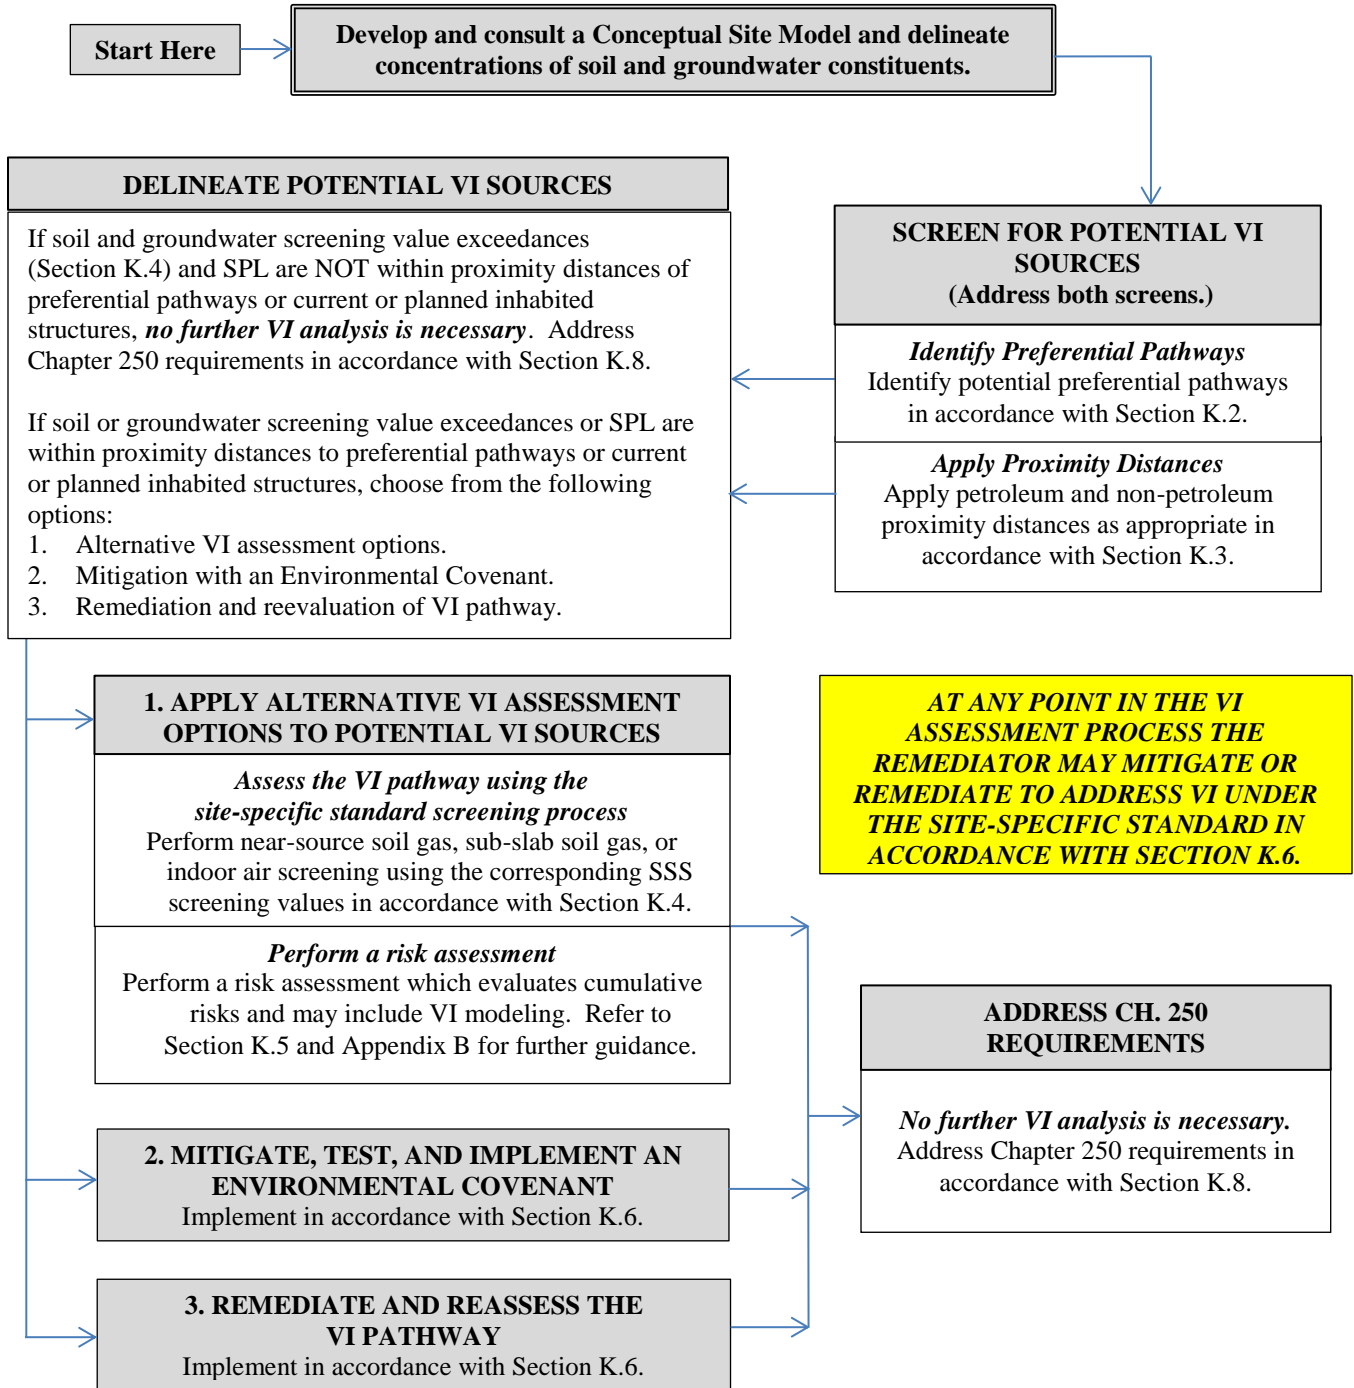 Start Here
Develop and consult a Conceptual Site Model and delineate
concentrations of soil and groundwater constituents.
SCREEN FOR POTENTIAL VI
SOURCES
(Address both screens.)
Identify Preferential Pathways
Identify potential preferential pathways
in accordance with Section K.2.
Apply Proximity Distances
Apply petroleum and non-petroleum
proximity distances as appropriate in
accordance with Section K.3.
DELINEATE POTENTIAL VI SOURCES
If soil and groundwater screening value exceedances
(Section K.4) and SPL are NOT within proximity distances of
preferential pathways or current or planned inhabited
structures, no further VI analysis is necessary.  Address
Chapter 250 requirements in accordance with Section K.8.
If soil or groundwater screening value exceedances or SPL are
within proximity distances to preferential pathways or current
or planned inhabited structures, choose from the following
options:
1. Alternative VI assessment options.
2. Mitigation with an Environmental Covenant.
3. Remediation and reevaluation of VI pathway.
1. APPLY ALTERNATIVE VI ASSESSMENT
OPTIONS TO POTENTIAL VI SOURCES
Assess the VI pathway using the
site-specific standard screening process
Perform near-source soil gas, sub-slab soil gas, or
indoor air screening using the corresponding SSS
screening values in accordance with Section K.4.
Perform a risk assessment
Perform a risk assessment which evaluates cumulative
risks and may include VI modeling.  Refer to
Section K.5 and Appendix B for further guidance.
AT ANY POINT IN THE VI
ASSESSMENT PROCESS THE
REMEDIATOR MAY MITIGATE OR
REMEDIATE TO ADDRESS VI UNDER
THE SITE-SPECIFIC STANDARD IN
ACCORDANCE WITH SECTION K.6.
2. MITIGATE, TEST, AND IMPLEMENT AN
ENVIRONMENTAL COVENANT
Implement in accordance with Section K.6.
3. REMEDIATE AND REASSESS THE
VI PATHWAY
Implement in accordance with Section K.6.
ADDRESS CH. 250
REQUIREMENTS
No further VI analysis is necessary.
Address Chapter 250 requirements in
accordance with Section K.8.